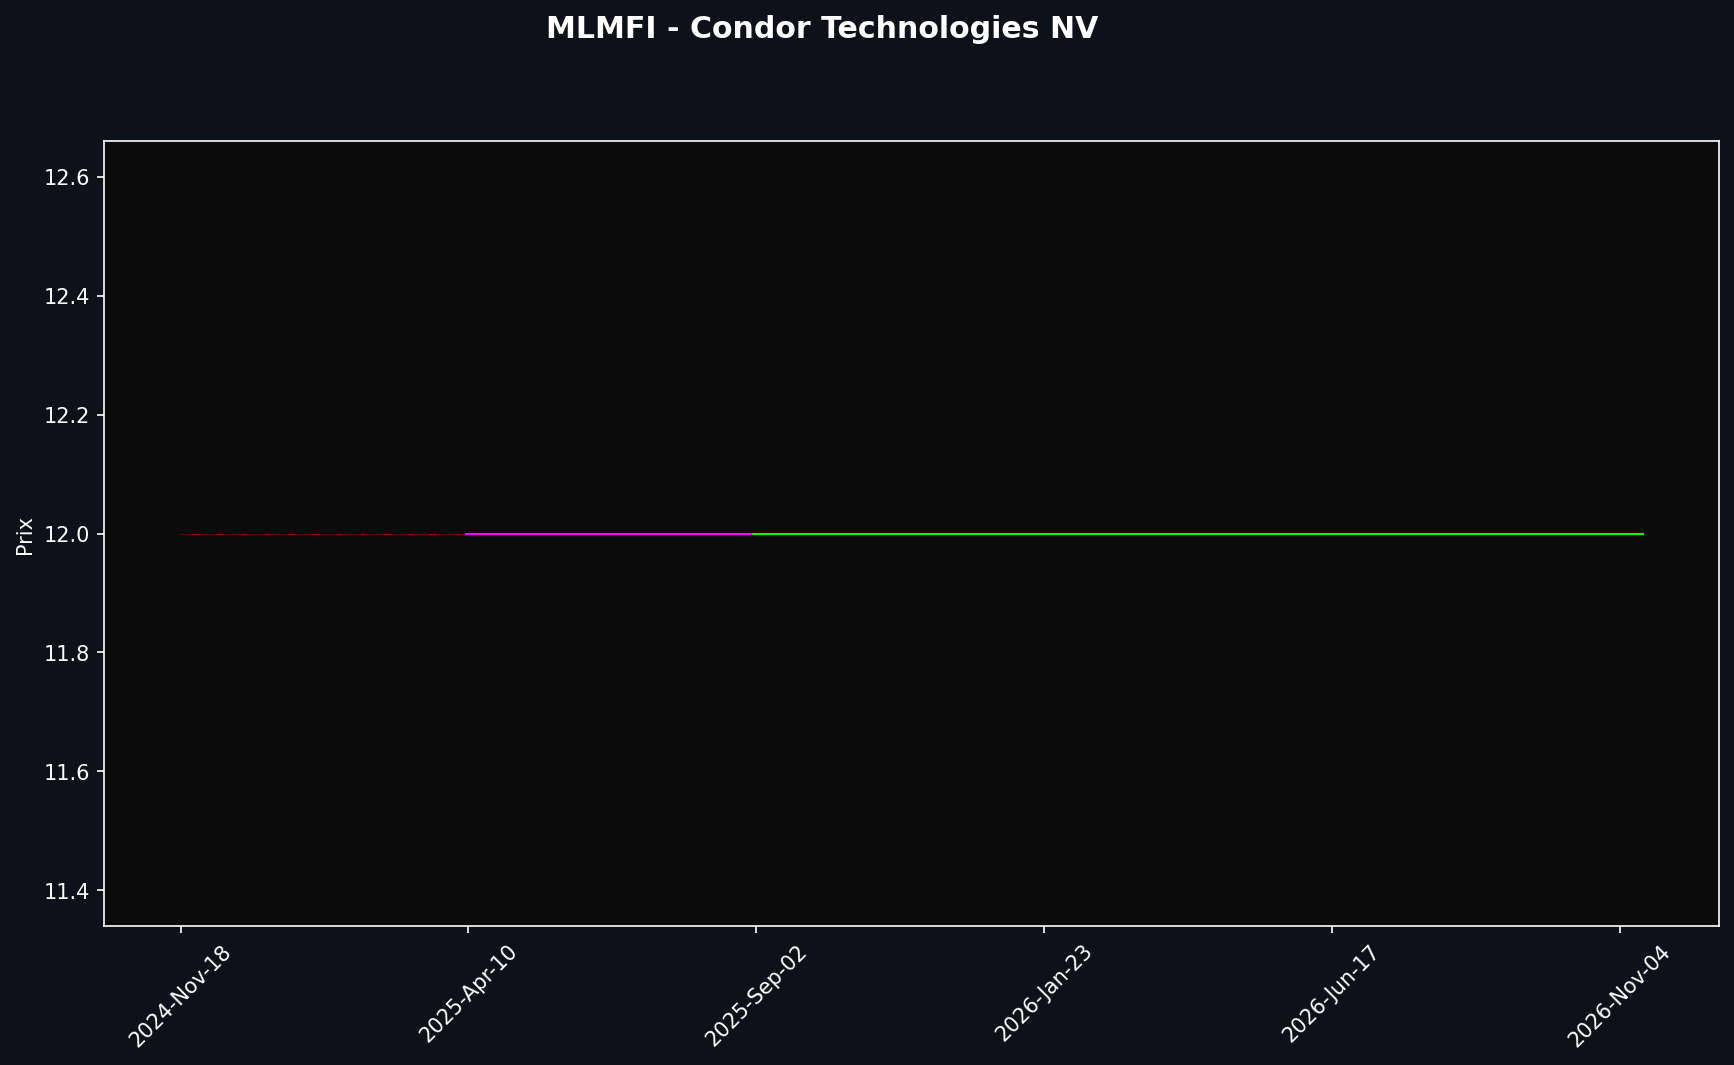 MLMFI - Condor Technologies NV
Prix
12.6
12.4
12.2
12.0
11.8
11.6
11.4
2024-Nov-18
2025-Apr-10
2025-Sep-02
2026-Jan-23
2026-Jun-17
2026-Nov-04